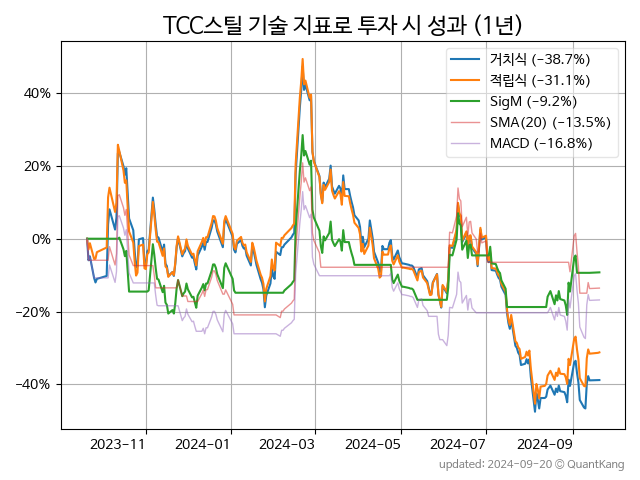 TCC스틸 기술 지표로 투자 시 성과 (1년)
거치식 (−38.7%)
적립식 (−31.1%)
SigM (−9.2%)
SMA(20) (−13.5%)
MACD (−16.8%)
40%
20%
0%
−20%
−40%
2023-11 2024-01 2024-03 2024-05 2024-07 2024-09
updated: 2024-09-20 © QuantKang